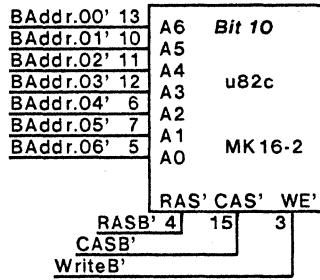 BAddr.00' 13 A6 Bit 10
BAddr.01' 10 A5
BAddr.02' 11 A4 u82c
BAddr.03' 12 A3
BAddr.04' 6 A2
BAddr.05' 7 A1 MK16-2
BAddr.06' 5 A0
RAS' CAS' WE'
RASB' 4 15 3
CASB'
WriteB'